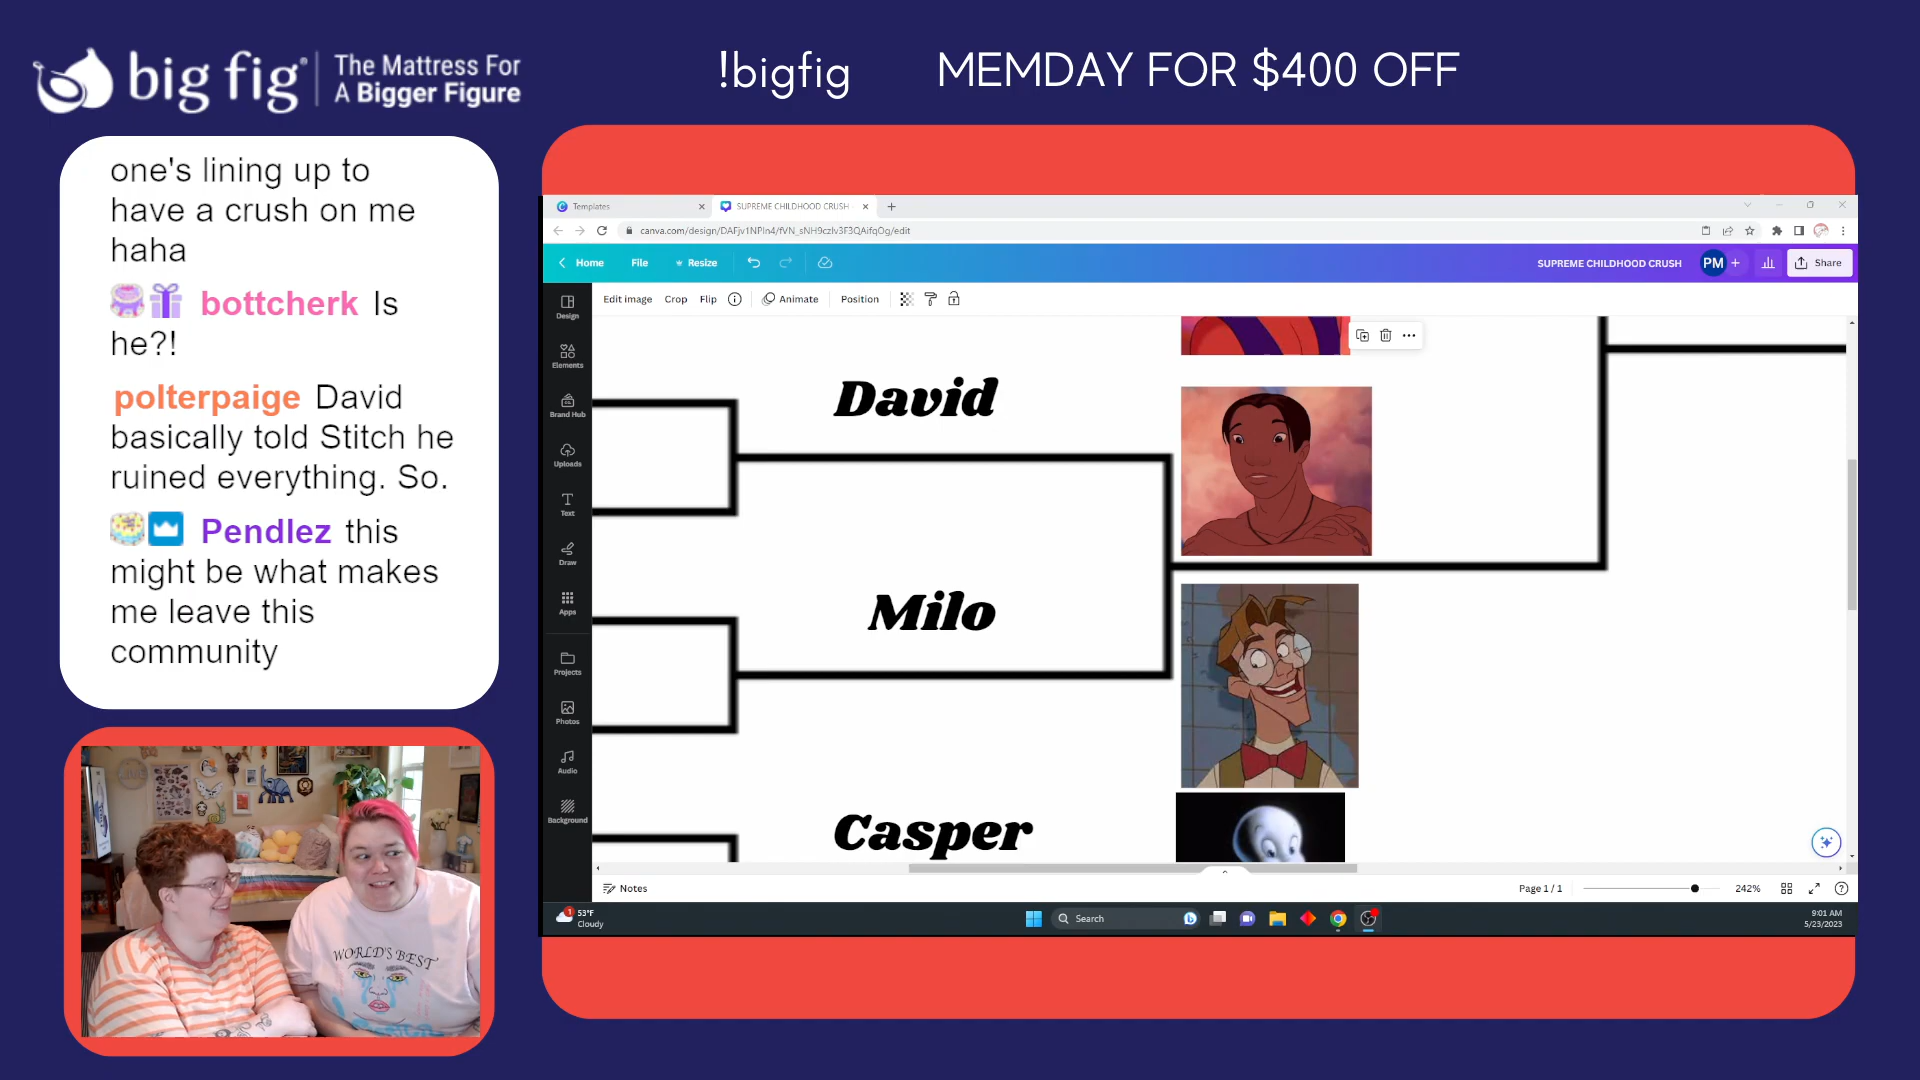 big fig
The Mattress For
A Bigger Figure
!bigfig
MEMDAY FOR $400 OFF
one's lining up to
have a crush on me
haha
bottcherk Is
he?!
polterpaige David
basically told Stitch he
ruined everything. So.
Pendlez this
might be what makes
me leave this
community
WORLD'S BEST
Templates
SUPREME CHILDHOOD CRUSH
Home
File
Resize
SUPREME CHILDHOOD CRUSH
PM
Share
Edit image
Crop
Flip
Animate
Position
Design
Elements
Brand Hub
Uploads
Text
Draw
Apps
Projects
Photos
Audio
Background
David
Milo
Casper
Notes
Page 1 / 1
242%
1
53°F
Cloudy
Search
9:01 AM
5/23/2023